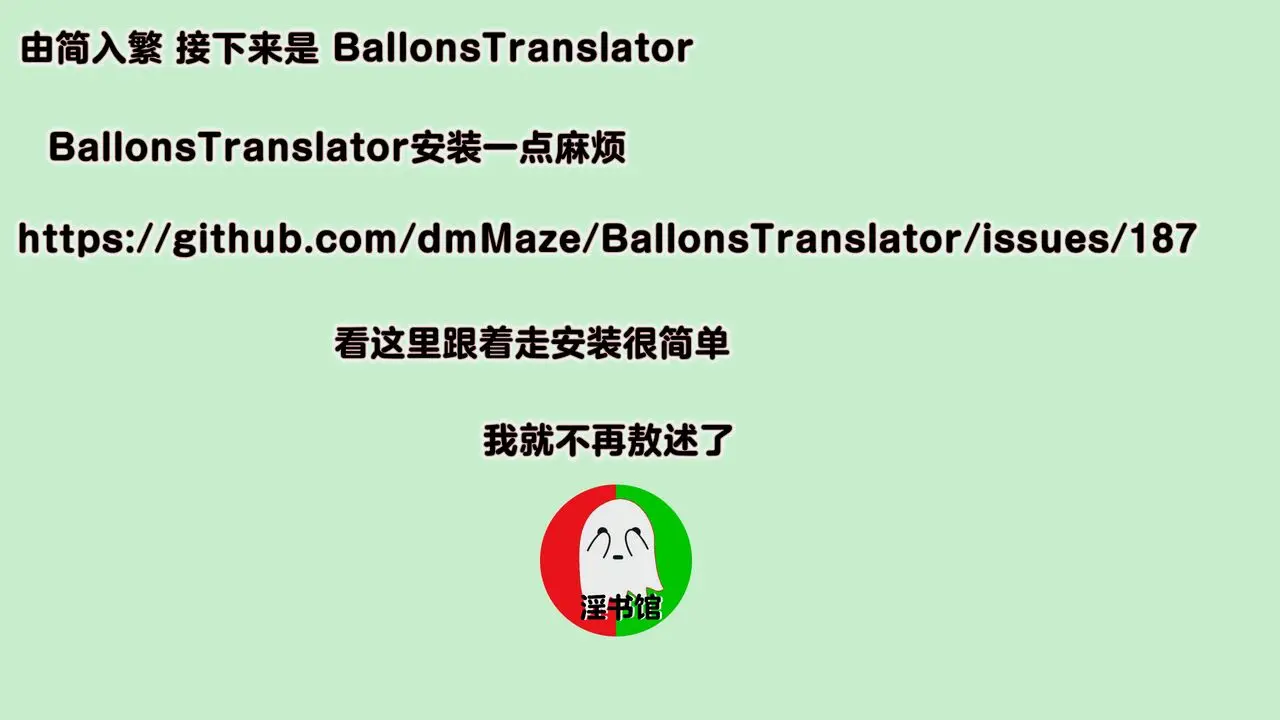 由简入繁 接下来是 BallonsTranslator
BallonsTranslator安装一点麻烦
https://github.com/dmMaze/BallonsTranslator/issues/187
看这里跟着走安装很简单
我就不再敖述了
淫书馆